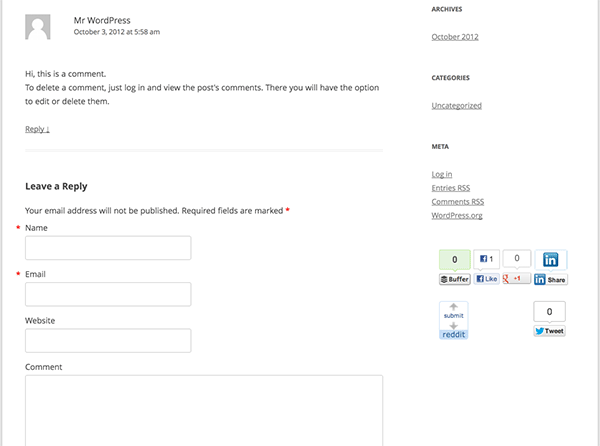 Mr WordPress
October 3, 2012 at 5:58 am
Hi, this is a comment.
To delete a comment, just log in and view the post's comments. There you will have the option
to edit or delete them.
Reply ↓
Leave a Reply
Your email address will not be published. Required fields are marked *
* Name
* Email
Website
Comment
ARCHIVES
October 2012
CATEGORIES
Uncategorized
META
Log in
Entries RSS
Comments RSS
WordPress.org
0
1
0
in
Buffer
Like
+1
in Share
submit
reddit
0
Tweet